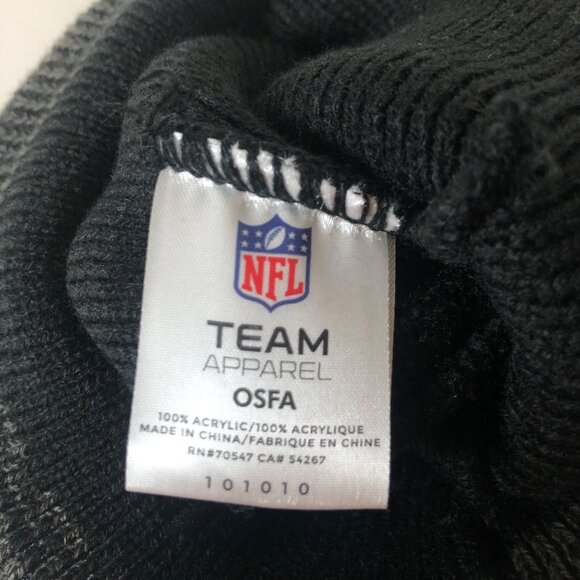 NFL
TEAM
APPAREL
OSFA
100% ACRYLIC/100% ACRYLIQUE
MADE IN CHINA/FABRIQUE EN CHINE
RN#70547 CA# 54267
101010